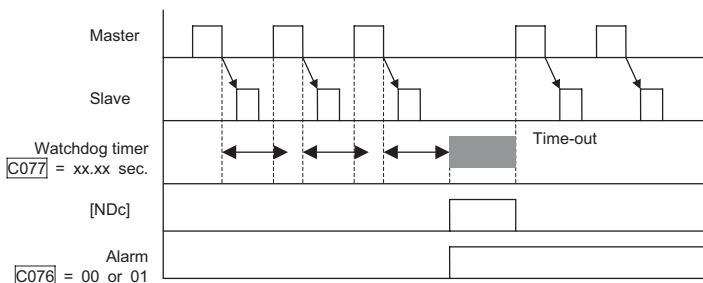 Master
Slave
Watchdog timer
C077 = xx.xx sec.
Time-out
[NDc]
Alarm
C076 = 00 or 01